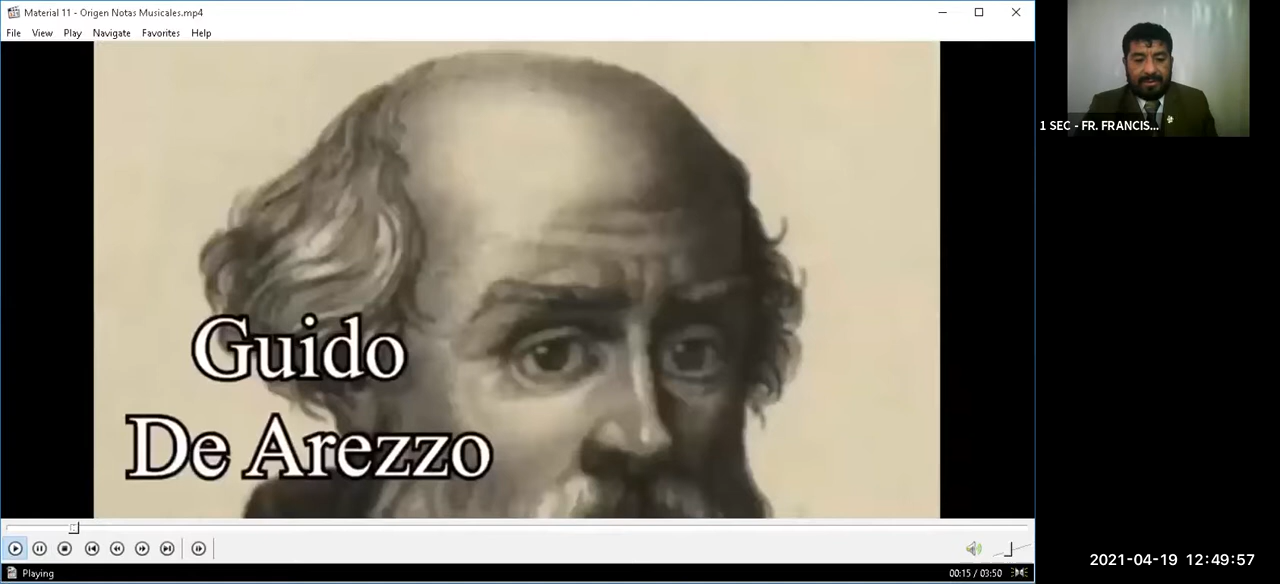 Material 11 - Origen Notas Musicales.mp4
File View Play Navigate Favorites Help
Guido
De Arezzo
Playing
00:15 / 03:50
1 SEC - FR. FRANCIS...
2021-04-19 12:49:57